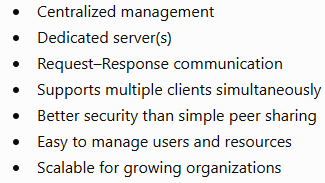 • Centralized management
• Dedicated server(s)
• Request–Response communication
• Supports multiple clients simultaneously
• Better security than simple peer sharing
• Easy to manage users and resources
• Scalable for growing organizations